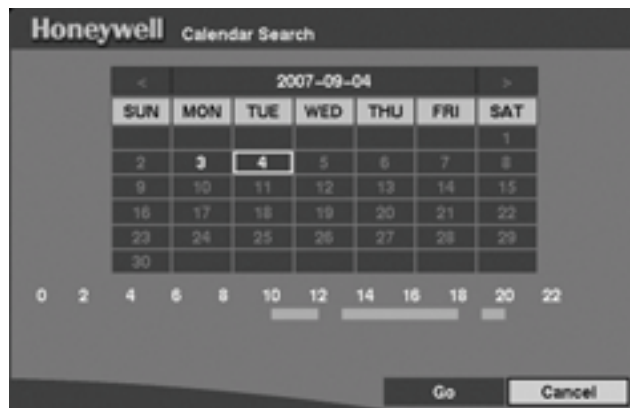 Honeywell Calendar Search
< 2007-09-04 >
SUN MON TUE WED THU FRI SAT
1
2 3 4 5 6 7 8
9 10 11 12 13 14 15
16 17 18 19 20 21 22
23 24 25 26 27 28 29
30
0 2 4 6 8 10 12 14 16 18 20 22
Go Cancel